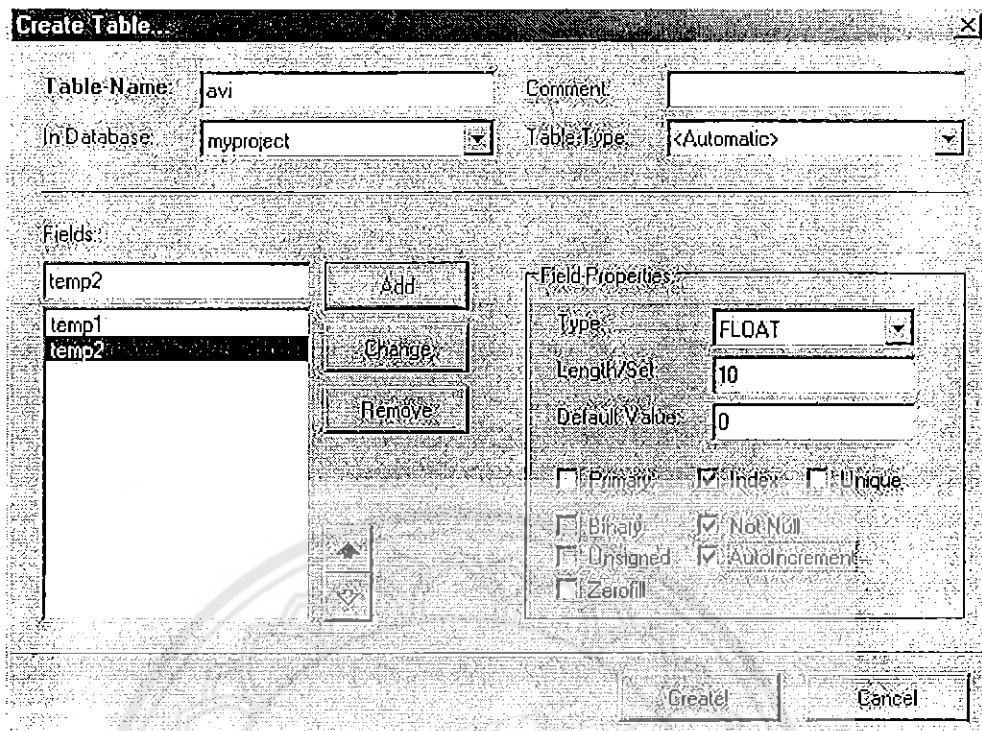 Create Table...
Table-Name: avi Comment:
In Database: myproject Table Type: <Automatic>
Fields:
temp2 Add Field Properties
temp1 Type: FLOAT
temp2 Change
Length/Set 10
Remove Default Value: 0
Primary Index Unique
Binary Not Null
Unsigned AutoIncrement
Zerofill
Create! Cancel